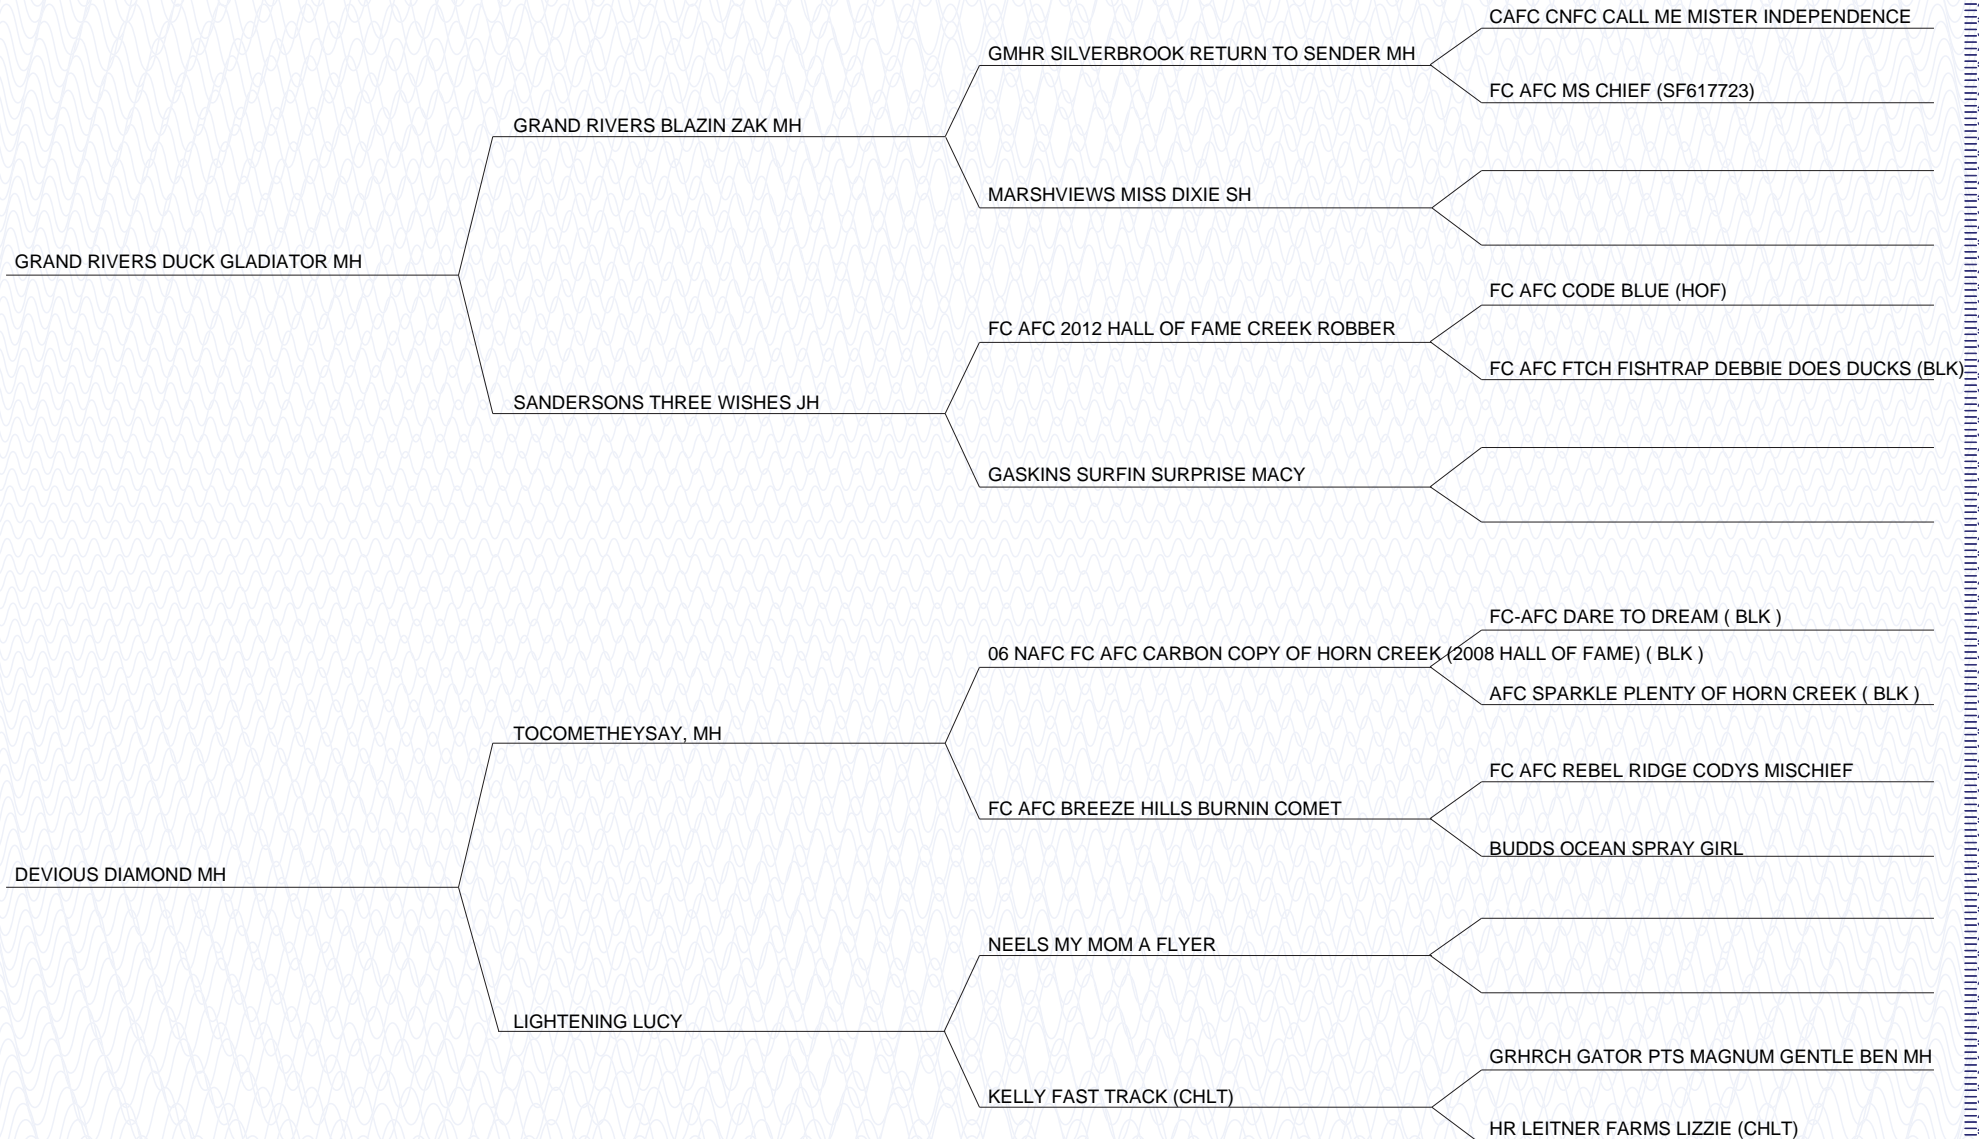 CAFC CNFC CALL ME MISTER INDEPENDENCE
GMHR SILVERBROOK RETURN TO SENDER MH
FC AFC MS CHIEF (SF617723)
GRAND RIVERS BLAZIN ZAK MH
MARSHVIEWS MISS DIXIE SH
GRAND RIVERS DUCK GLADIATOR MH
FC AFC CODE BLUE (HOF)
FC AFC 2012 HALL OF FAME CREEK ROBBER
FC AFC FTCH FISHTRAP DEBBIE DOES DUCKS (BLK)
SANDERSONS THREE WISHES JH
GASKINS SURFIN SURPRISE MACY
FC-AFC DARE TO DREAM ( BLK )
06 NAFC FC AFC CARBON COPY OF HORN CREEK (2008 HALL OF FAME) ( BLK )
AFC SPARKLE PLENTY OF HORN CREEK ( BLK )
TOCOMETHEYSAY, MH
FC AFC REBEL RIDGE CODYS MISCHIEF
FC AFC BREEZE HILLS BURNIN COMET
BUDDS OCEAN SPRAY GIRL
DEVIOUS DIAMOND MH
NEELS MY MOM A FLYER
LIGHTENING LUCY
GRHRCH GATOR PTS MAGNUM GENTLE BEN MH
KELLY FAST TRACK (CHLT)
HR LEITNER FARMS LIZZIE (CHLT)